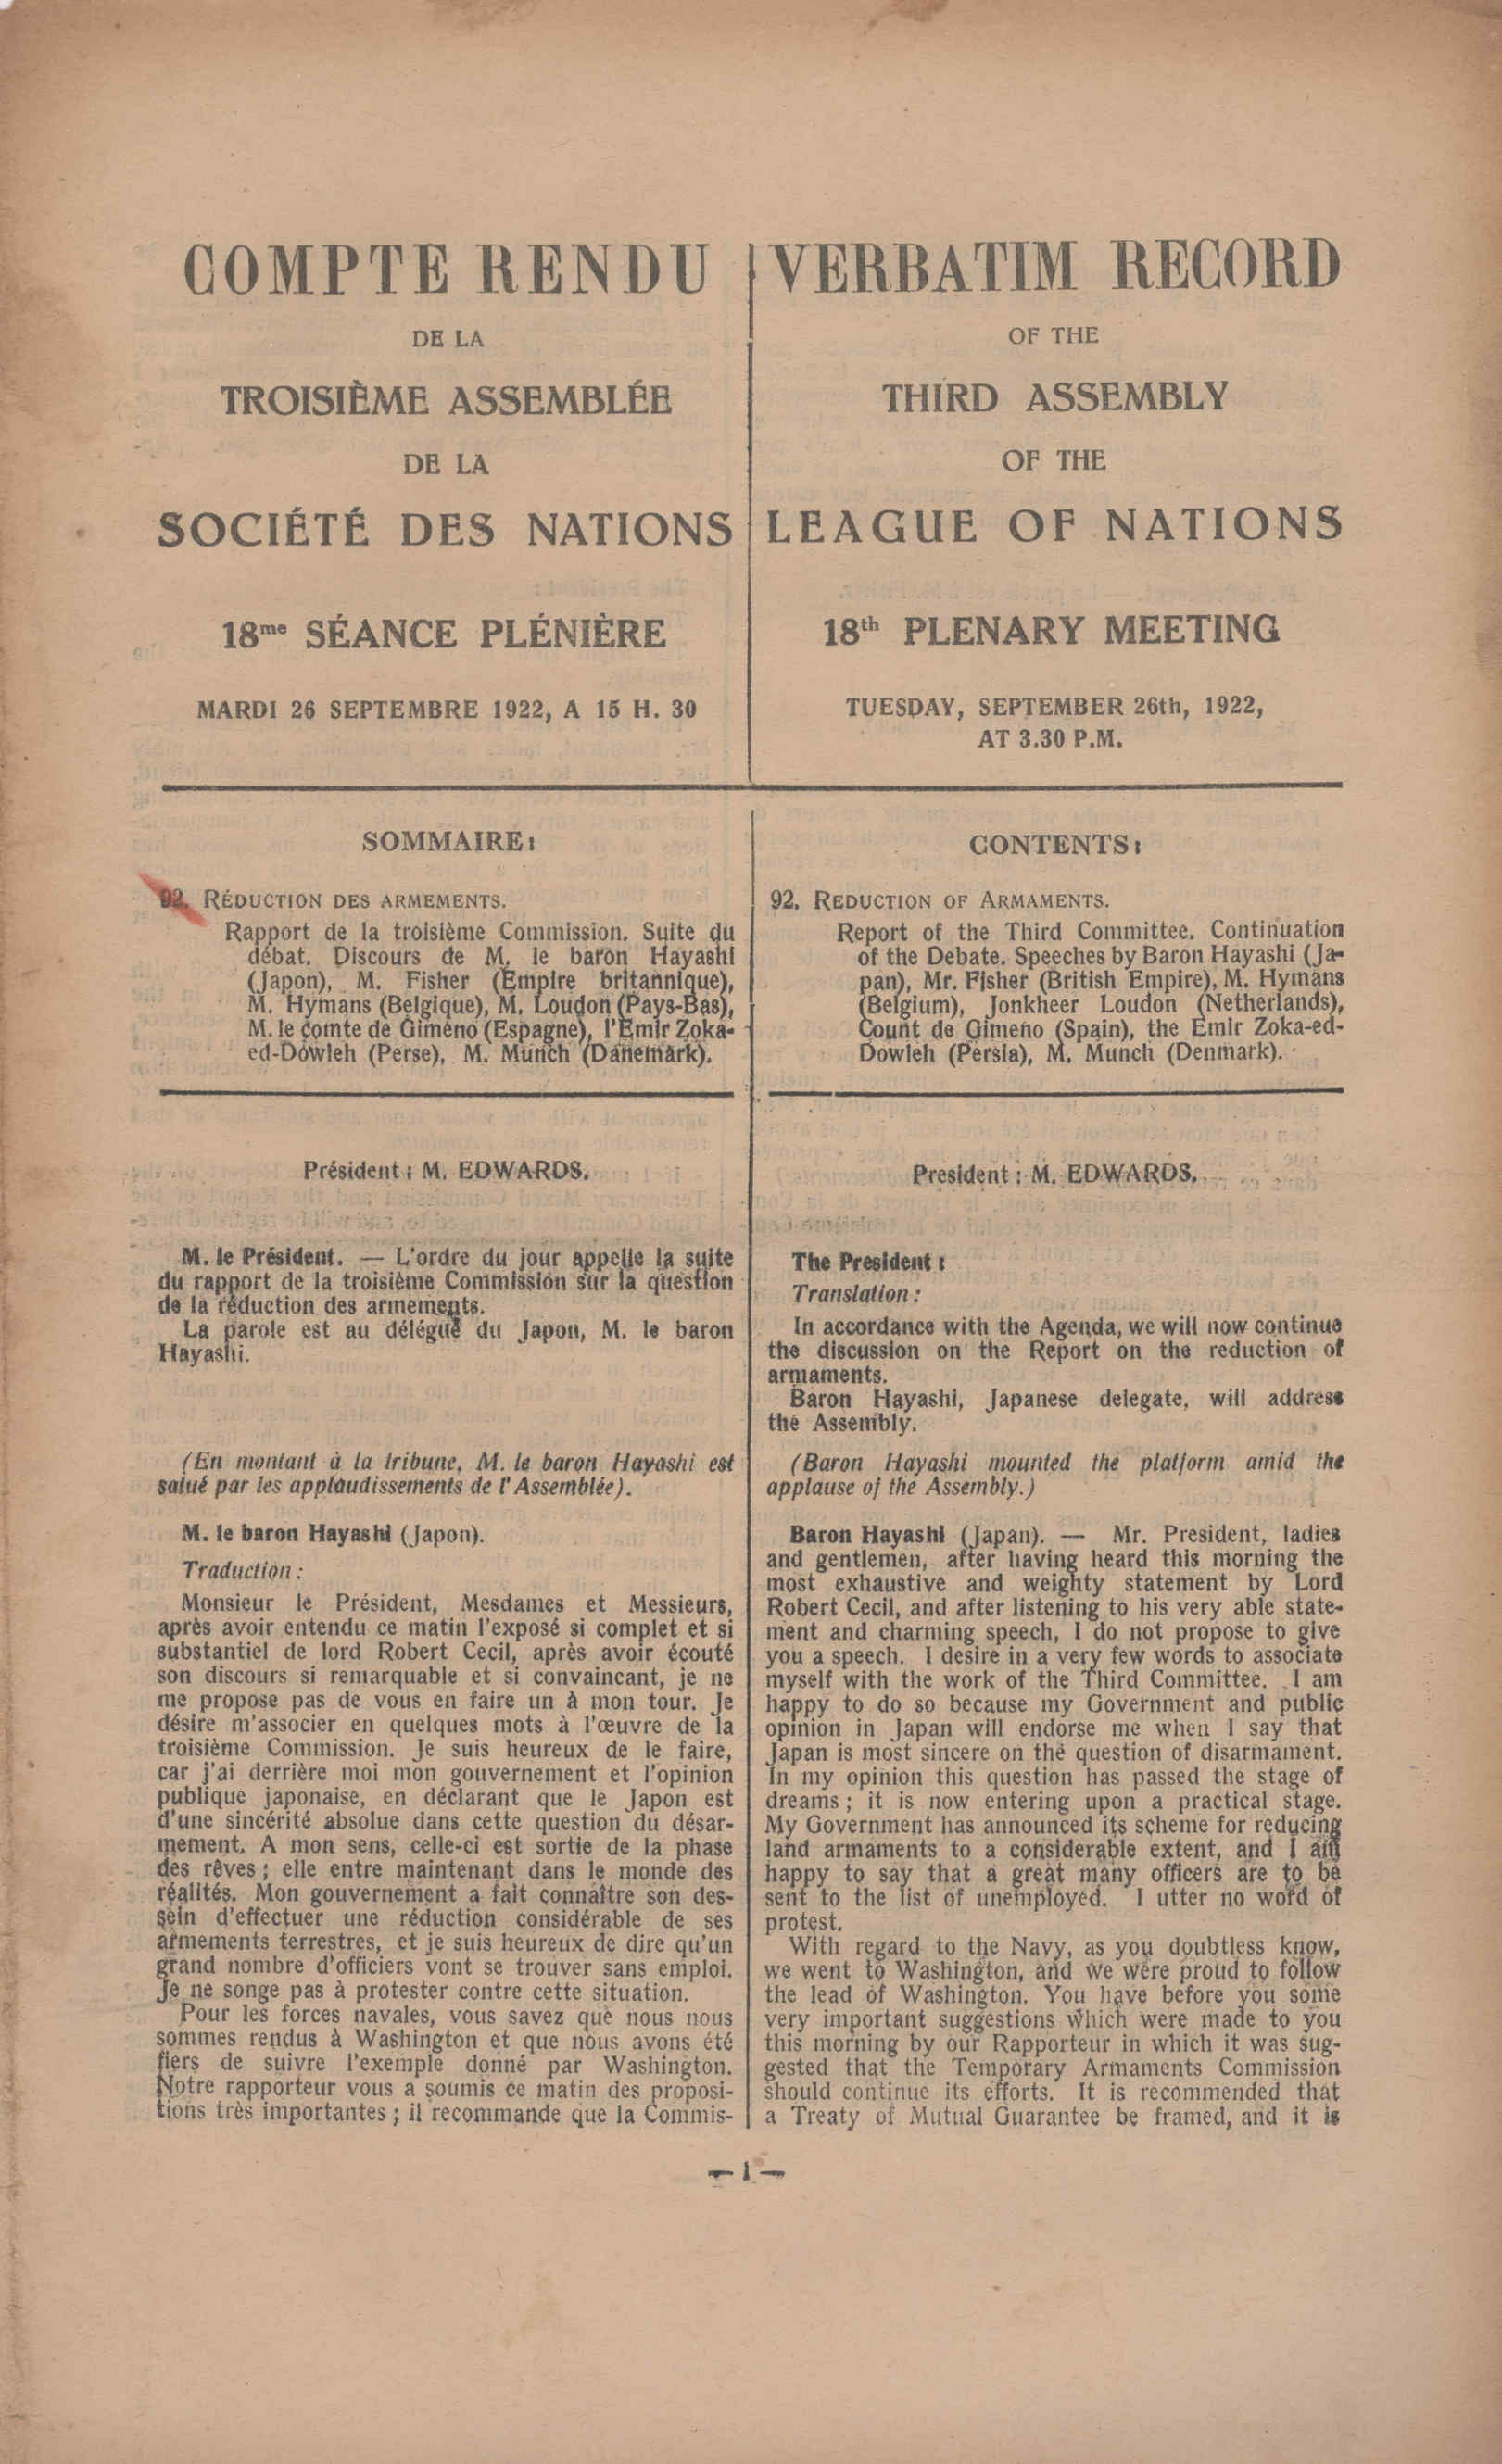 COMPTE RENDU
DE LA
TROISIÈME ASSEMBLÉE
DE LA
SOCIÉTÉ DES NATIONS
18me SÉANCE PLÉNIÈRE
MARDI 26 SEPTEMBRE 1922, A 15 H. 30
VERBATIM RECORD
OF THE
THIRD ASSEMBLY
OF THE
LEAGUE OF NATIONS
18th PLENARY MEETING
TUESDAY, SEPTEMBER 26th, 1922,
AT 3.30 P.M.
SOMMAIRE:
92. RÉDUCTION DES ARMEMENTS.
Rapport de la troisième Commission. Suite du
débat. Discours de M. le baron Hayashi
(Japon), M. Fisher (Empire britannique),
M. Hymans (Belgique), M. Loudon (Pays-Bas),
M. le comte de Gimeno (Espagne), l'Emir Zoka-
ed-Dowleh (Perse), M. Munch (Danemark).
CONTENTS:
92. REDUCTION OF ARMAMENTS.
Report of the Third Committee. Continuation
of the Debate. Speeches by Baron Hayashi (Ja-
pan), Mr. Fisher (British Empire), M. Hymans
(Belgium), Jonkheer Loudon (Netherlands),
Count de Gimeno (Spain), the Emir Zoka-ed-
Dowleh (Persia), M. Munch (Denmark).
Président : M. EDWARDS.
M. le Président. — L'ordre du jour appelle la suite
du rapport de la troisième Commission sur la question
de la réduction des armements.
La parole est au délégué du Japon, M. le baron
Hayashi.
(En montant à la tribune, M. le baron Hayashi est
salué par les applaudissements de l'Assemblée).
M. le baron Hayashi (Japon).
Traduction :
Monsieur le Président, Mesdames et Messieurs,
après avoir entendu ce matin l'exposé si complet et si
substantiel de lord Robert Cecil, après avoir écouté
son discours si remarquable et si convaincant, je ne
me propose pas de vous en faire un à mon tour. Je
désire m'associer en quelques mots à l'œuvre de la
troisième Commission. Je suis heureux de le faire,
car j'ai derrière moi mon gouvernement et l'opinion
publique japonaise, en déclarant que le Japon est
d'une sincérité absolue dans cette question du désar-
mement. A mon sens, celle-ci est sortie de la phase
des rêves ; elle entre maintenant dans le monde des
réalités. Mon gouvernement a fait connaître son des-
sein d'effectuer une réduction considérable de ses
armements terrestres, et je suis heureux de dire qu'un
grand nombre d'officiers vont se trouver sans emploi.
Je ne songe pas à protester contre cette situation.
Pour les forces navales, vous savez que nous nous
sommes rendus à Washington et que nous avons été
fiers de suivre l'exemple donné par Washington.
Notre rapporteur vous a soumis ce matin des proposi-
tions très importantes ; il recommande que la Commis-
President : M. EDWARDS.
The President :
Translation :
In accordance with the Agenda, we will now continue
the discussion on the Report on the reduction of
armaments.
Baron Hayashi, Japanese delegate, will address
the Assembly.
(Baron Hayashi mounted the platform amid the
applause of the Assembly.)
Baron Hayashi (Japan). — Mr. President, ladies
and gentlemen, after having heard this morning the
most exhaustive and weighty statement by Lord
Robert Cecil, and after listening to his very able state-
ment and charming speech, I do not propose to give
you a speech. I desire in a very few words to associate
myself with the work of the Third Committee. I am
happy to do so because my Government and public
opinion in Japan will endorse me when I say that
Japan is most sincere on the question of disarmament.
In my opinion this question has passed the stage of
dreams ; it is now entering upon a practical stage.
My Government has announced its scheme for reducing
land armaments to a considerable extent, and I am
happy to say that a great many officers are to be
sent to the list of unemployed. I utter no word of
protest.
With regard to the Navy, as you doubtless know,
we went to Washington, and we were proud to follow
the lead of Washington. You have before you some
very important suggestions which were made to you
this morning by our Rapporteur in which it was sug-
gested that the Temporary Armaments Commission
should continue its efforts. It is recommended that
a Treaty of Mutual Guarantee be framed, and it is
— 1 —